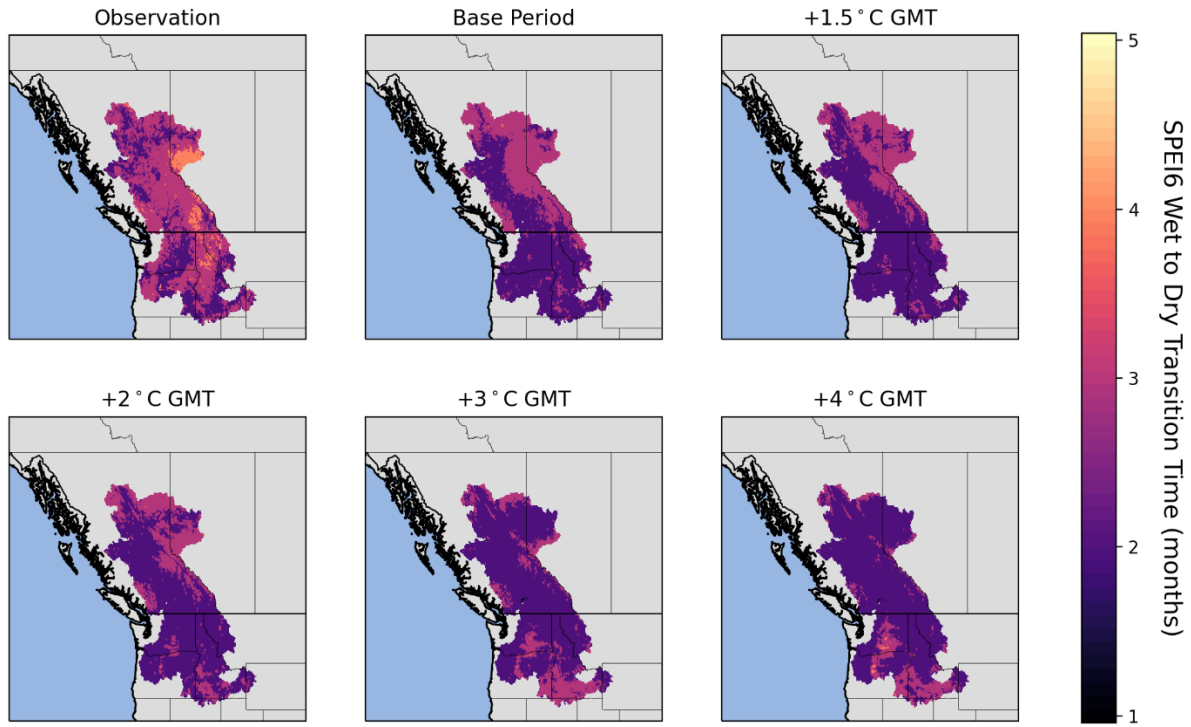 Observation
Base Period
+1.5°C GMT
+2°C GMT
+3°C GMT
+4°C GMT
5
4
3
2
1
SPEI6 Wet to Dry Transition Time (months)